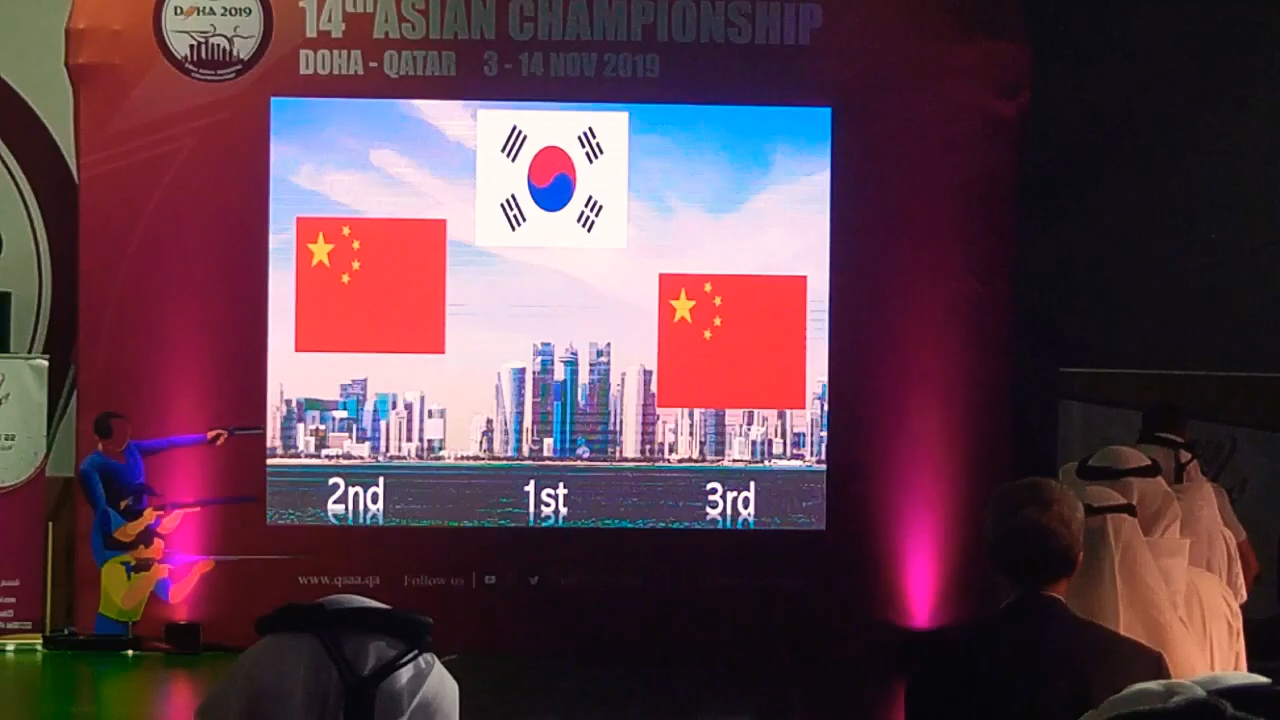 DOHA 2019
14th ASIAN CHAMPIONSHIP
DOHA - QATAR 3 - 14 NOV 2019
2nd 1st 3rd
www.qsaa.qa Follow us